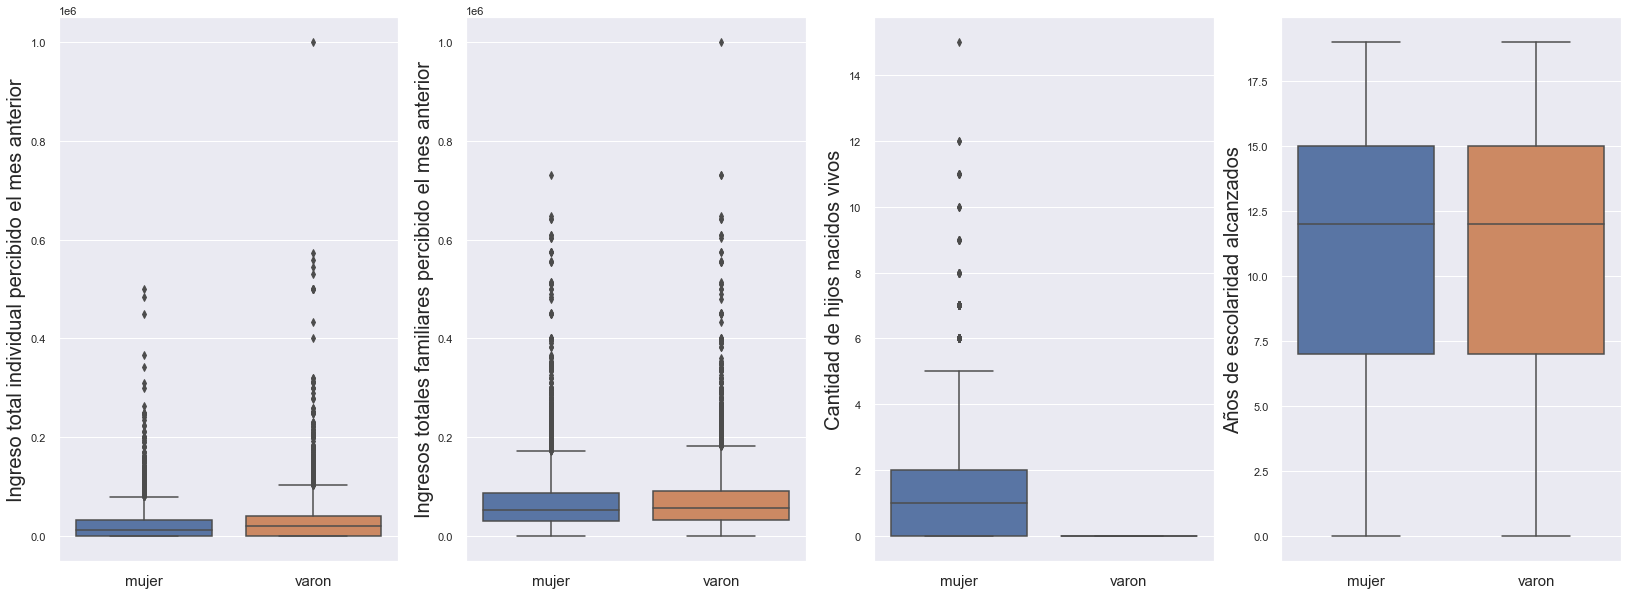 1e6
Ingreso total individual percibido el mes anterior
1.0
0.8
0.6
0.4
0.2
0.0
mujer
varon
1e6
Ingresos totales familiares percibido el mes anterior
1.0
0.8
0.6
0.4
0.2
0.0
mujer
varon
Cantidad de hijos nacidos vivos
14
12
10
8
6
4
2
0
mujer
varon
Años de escolaridad alcanzados
17.5
15.0
12.5
10.0
7.5
5.0
2.5
0.0
mujer
varon